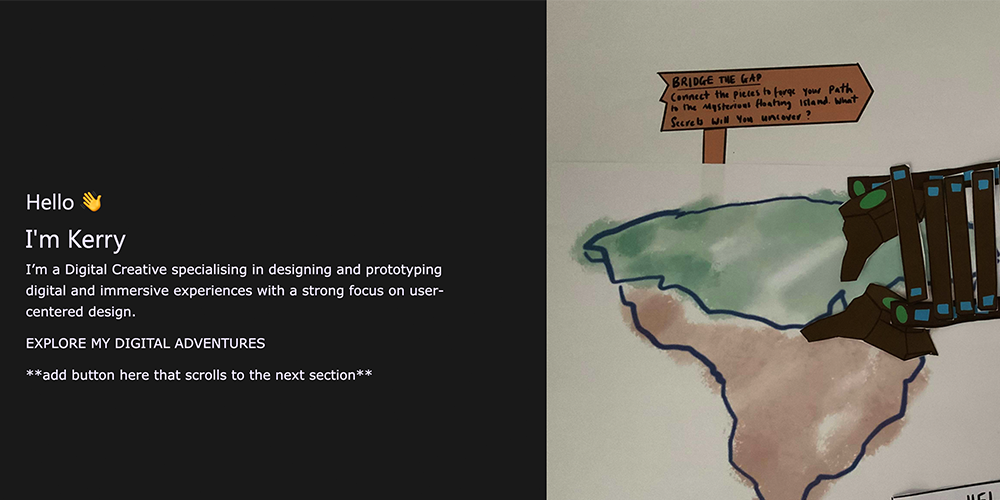 Hello 👋
I'm Kerry
I'm a Digital Creative specialising in designing and prototyping
digital and immersive experiences with a strong focus on user-
centered design.
EXPLORE MY DIGITAL ADVENTURES
**add button here that scrolls to the next section**
BRIDGE THE GAP
Connect the pieces to forge your Path
to the Mysterious floating Island. What
Secrets Will You uncover?